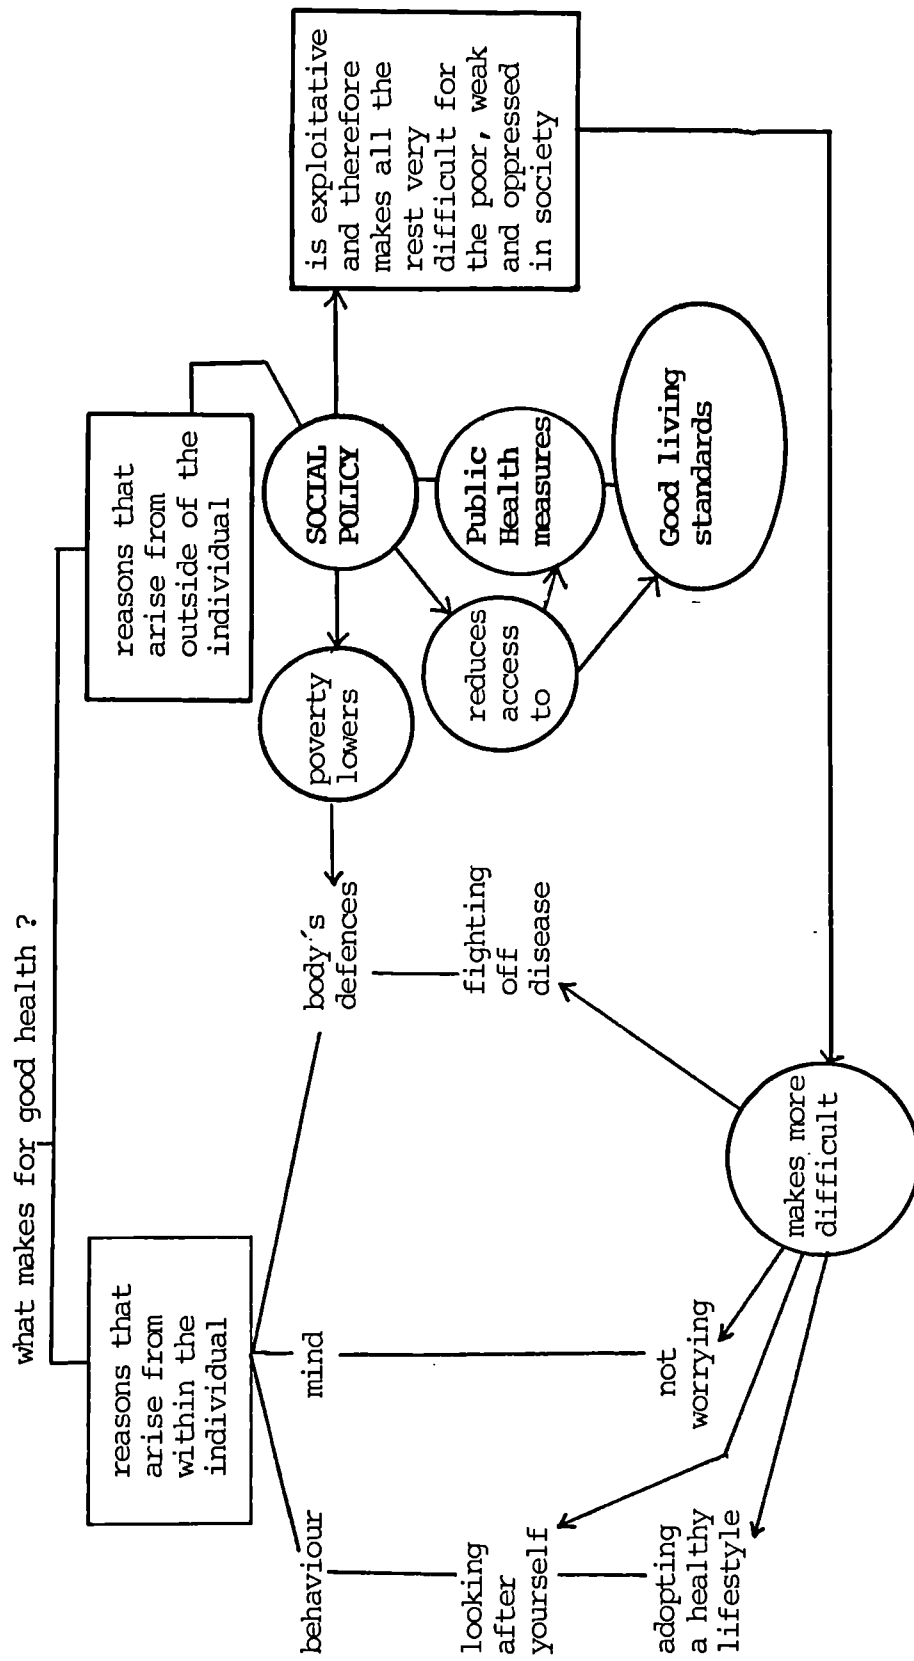 what makes for good health ?
reasons that
arise from
within the
individual
reasons that
arise from
outside of the
individual
behaviour
mind
body's
defences
poverty
lowers
SOCIAL
POLICY
is exploitative
and therefore
makes all the
rest very
difficult for
the poor, weak
and oppressed
in society
looking
after
yourself
fighting
off
disease
reduces
access
to
Public
Health
measures
adopting
a healthy
lifestyle
not
worrying
Good living
standards
makes more
difficult